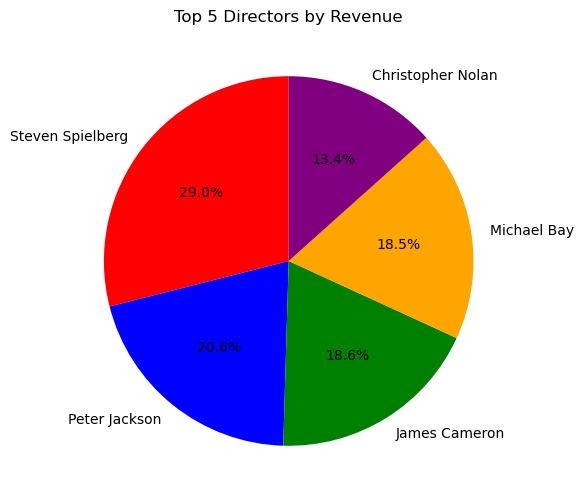 Top 5 Directors by Revenue
Christopher Nolan
Steven Spielberg
13.4%
29.0%
Michael Bay
18.5%
20.6%
18.6%
Peter Jackson
James Cameron